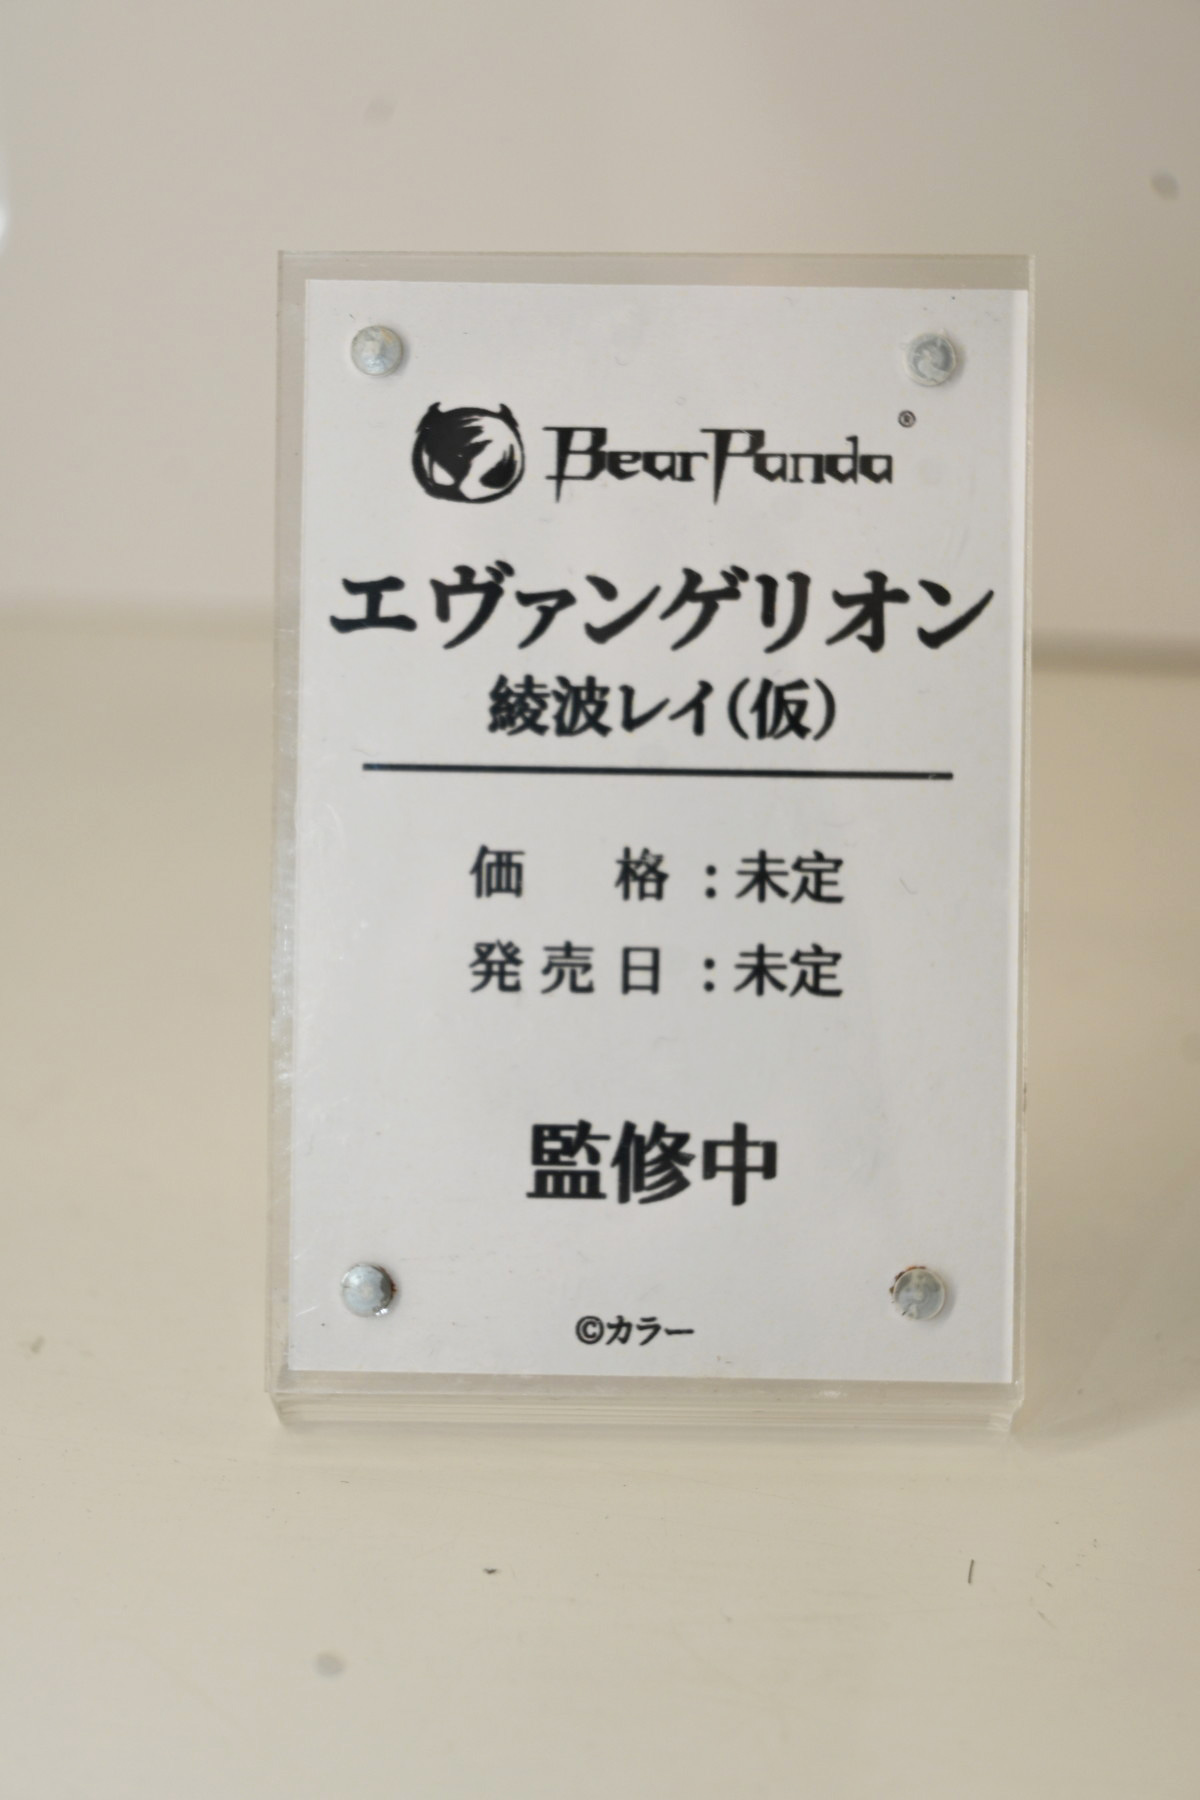 BearPanda®
エヴァンゲリオン
綾波レイ(仮)
価　格：未定
発売日：未定
監修中
©カラー